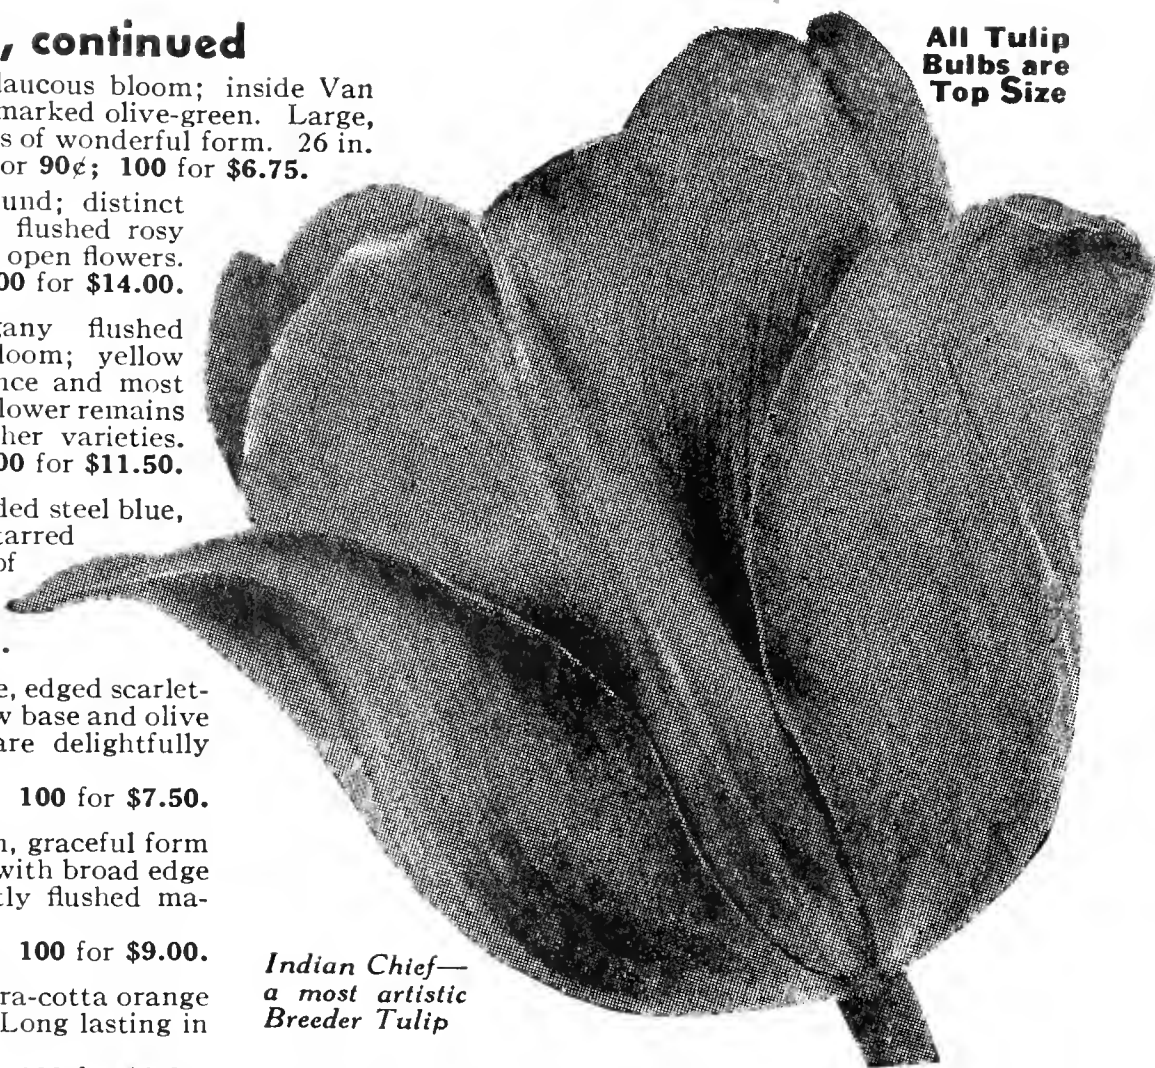 , continued
laucous bloom; inside Van
marked olive-green. Large,
s of wonderful form. 26 in.
or 90¢; 100 for $6.75.
und; distinct
flushed rosy
open flowers.
00 for $14.00.
any flushed
loom; yellow
nce and most
lower remains
her varieties.
00 for $11.50.
ded steel blue,
tarred
of
.
e, edged scarlet-
w base and olive
are delightfully
100 for $7.50.
n, graceful form
with broad edge
tly flushed ma-
100 for $9.00.
ra-cotta orange
Long lasting in
All Tulip
Bulbs are
Top Size
Indian Chief—
a most artistic
Breeder Tulip